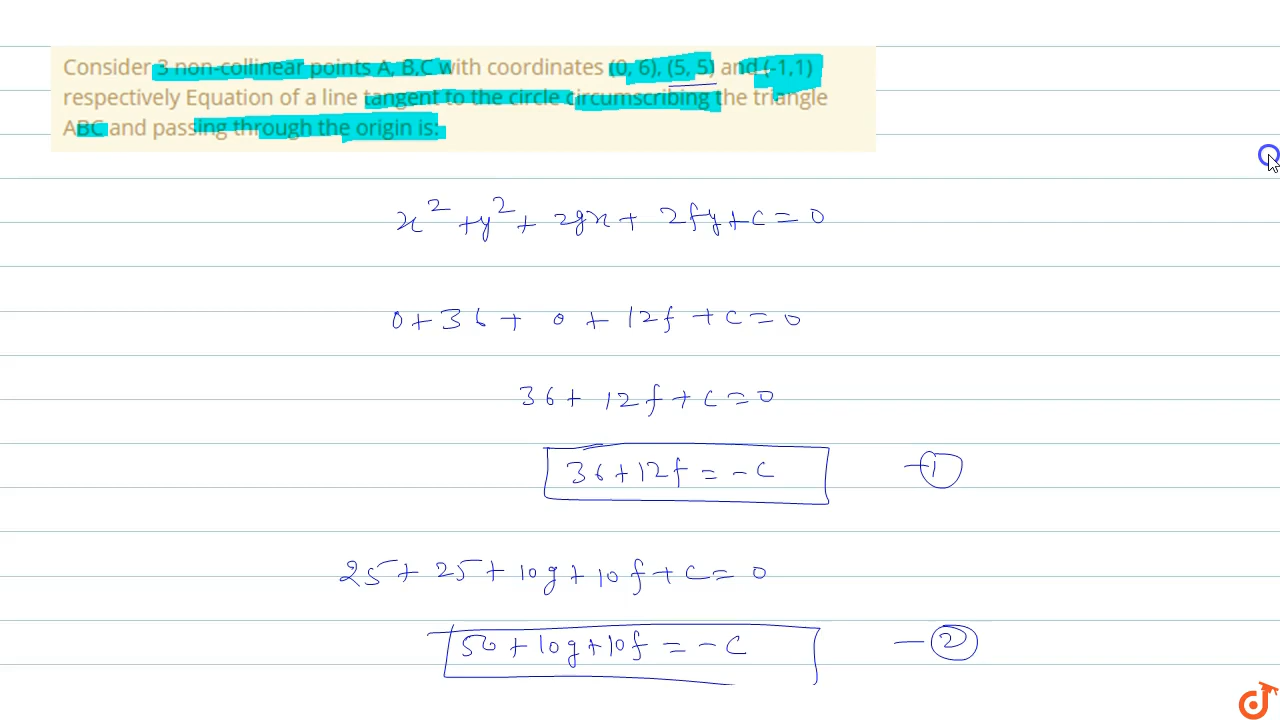 Consider 3 non-collinear points A, B,C with coordinates (0, 6), (5, 5) and (-1,1)
respectively Equation of a line tangent to the circle circumscribing the triangle
ABC and passing through the origin is:
x² + y² + 2gx + 2fy + c = 0
0 + 36 + 0 + 12f + c = 0
36 + 12f + c = 0
36 + 12f = - c — 1
25 + 25 + 10g + 10f + c = 0
50 + 10g + 10f = - c — 2